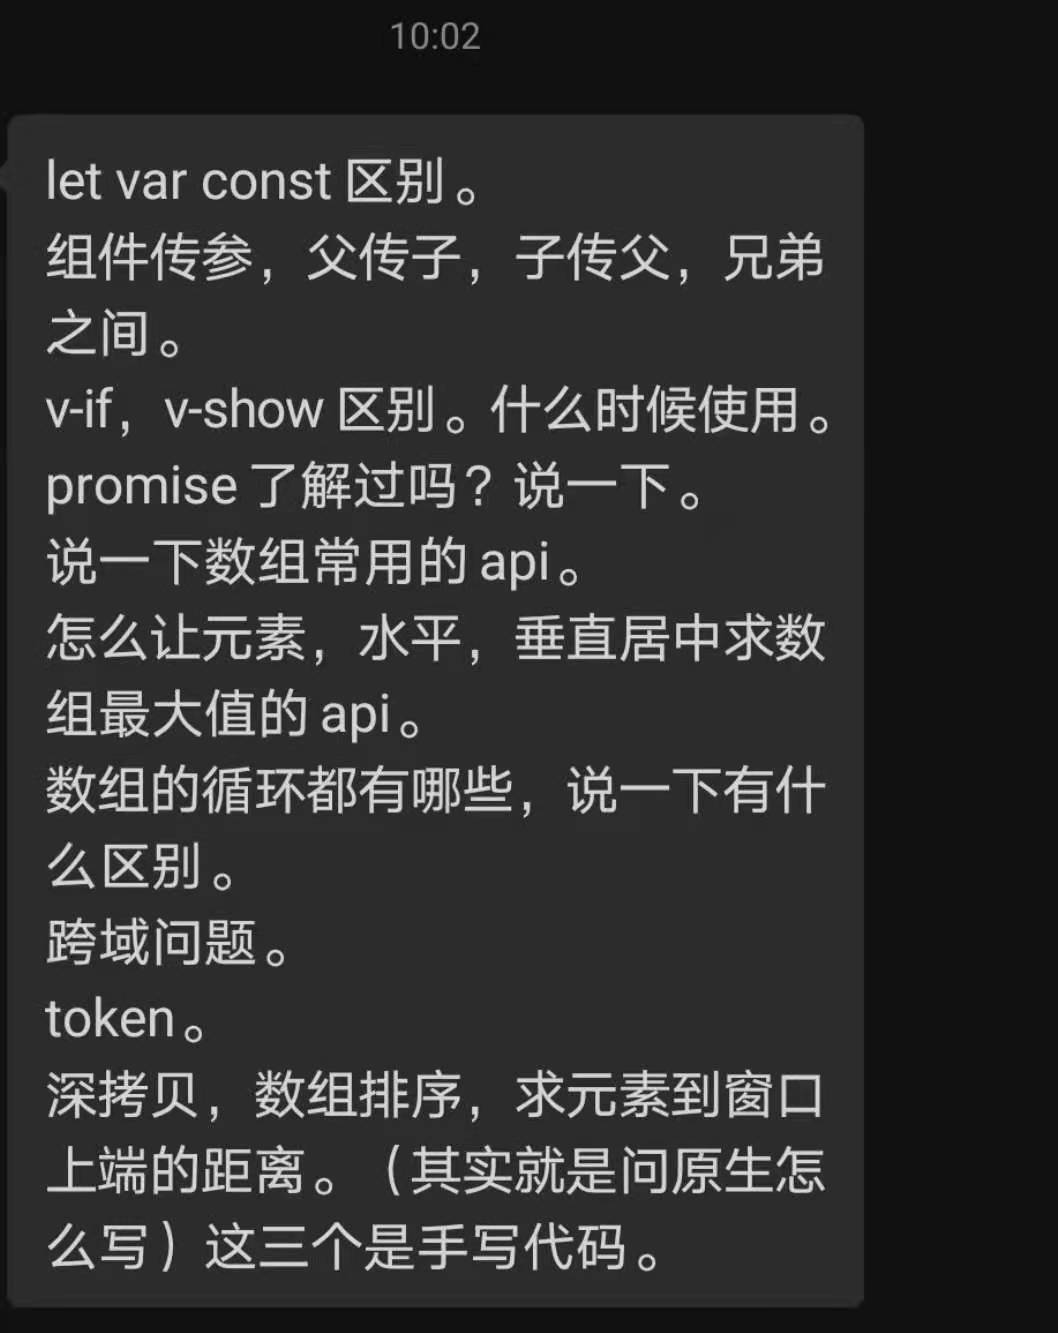 10:02
let var const 区别。
组件传参，父传子，子传父，兄弟
之间。
v-if，v-show 区别。什么时候使用。
promise 了解过吗？说一下。
说一下数组常用的 api。
怎么让元素，水平，垂直居中求数
组最大值的 api。
数组的循环都有哪些，说一下有什
么区别。
跨域问题。
token。
深拷贝，数组排序，求元素到窗口
上端的距离。（其实就是问原生怎
么写）这三个是手写代码。